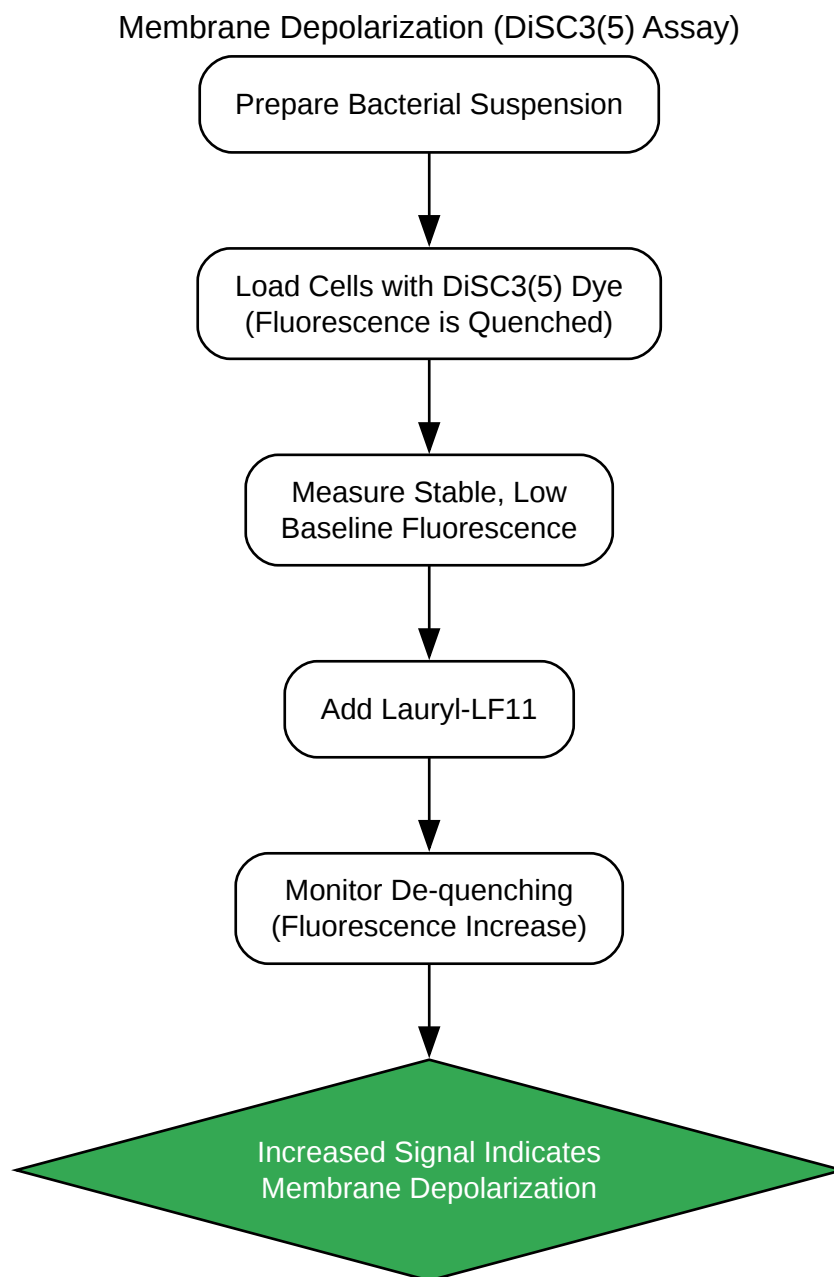 Membrane Depolarization (DiSC3(5) Assay)
Prepare Bacterial Suspension
Load Cells with DiSC3(5) Dye
(Fluorescence is Quenched)
Measure Stable, Low
Baseline Fluorescence
Add Lauryl-LF11
Monitor De-quenching
(Fluorescence Increase)
Increased Signal Indicates
Membrane Depolarization